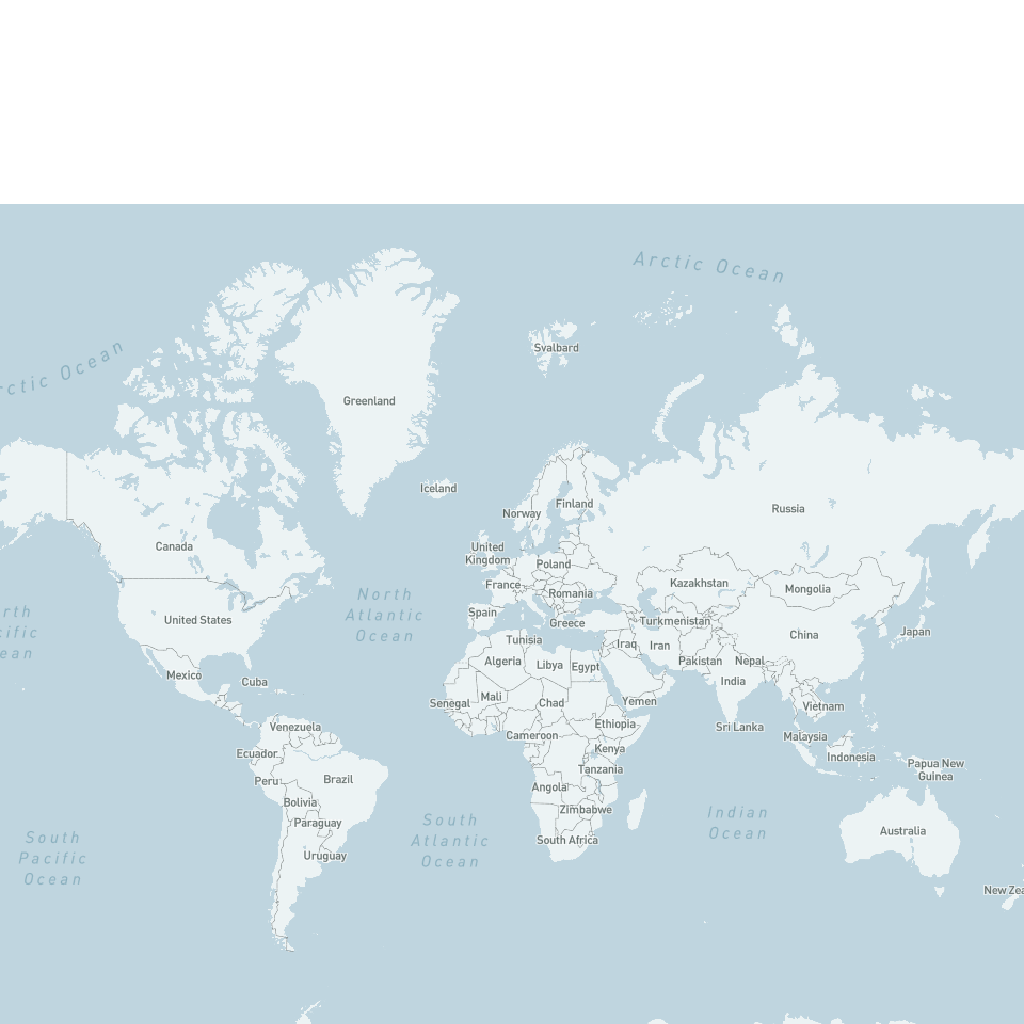 Arctic Ocean
rctic Ocean
Svalbard
Greenland
Iceland
Norway
Finland
Russia
Canada
United
Kingdom
Poland
France
Romania
Kazakhstan
Mongolia
North
Atlantic
Ocean
rth
cific
ean
United States
Spain
Greece
Turkmenistan
China
Japan
Tunisia
Iraq
Iran
Algeria
Libya
Egypt
Pakistan
Nepal
India
Mexico
Cuba
Senegal
Mali
Chad
Yemen
Vietnam
Venezuela
Cameroon
Ethiopia
Sri Lanka
Malaysia
Ecuador
Kenya
Indonesia
Peru
Brazil
Tanzania
Papua New
Guinea
Angola
Bolivia
Zimbabwe
Paraguay
South
Atlantic
Ocean
Indian
Ocean
Australia
South
Pacific
Ocean
South Africa
Uruguay
New Zea